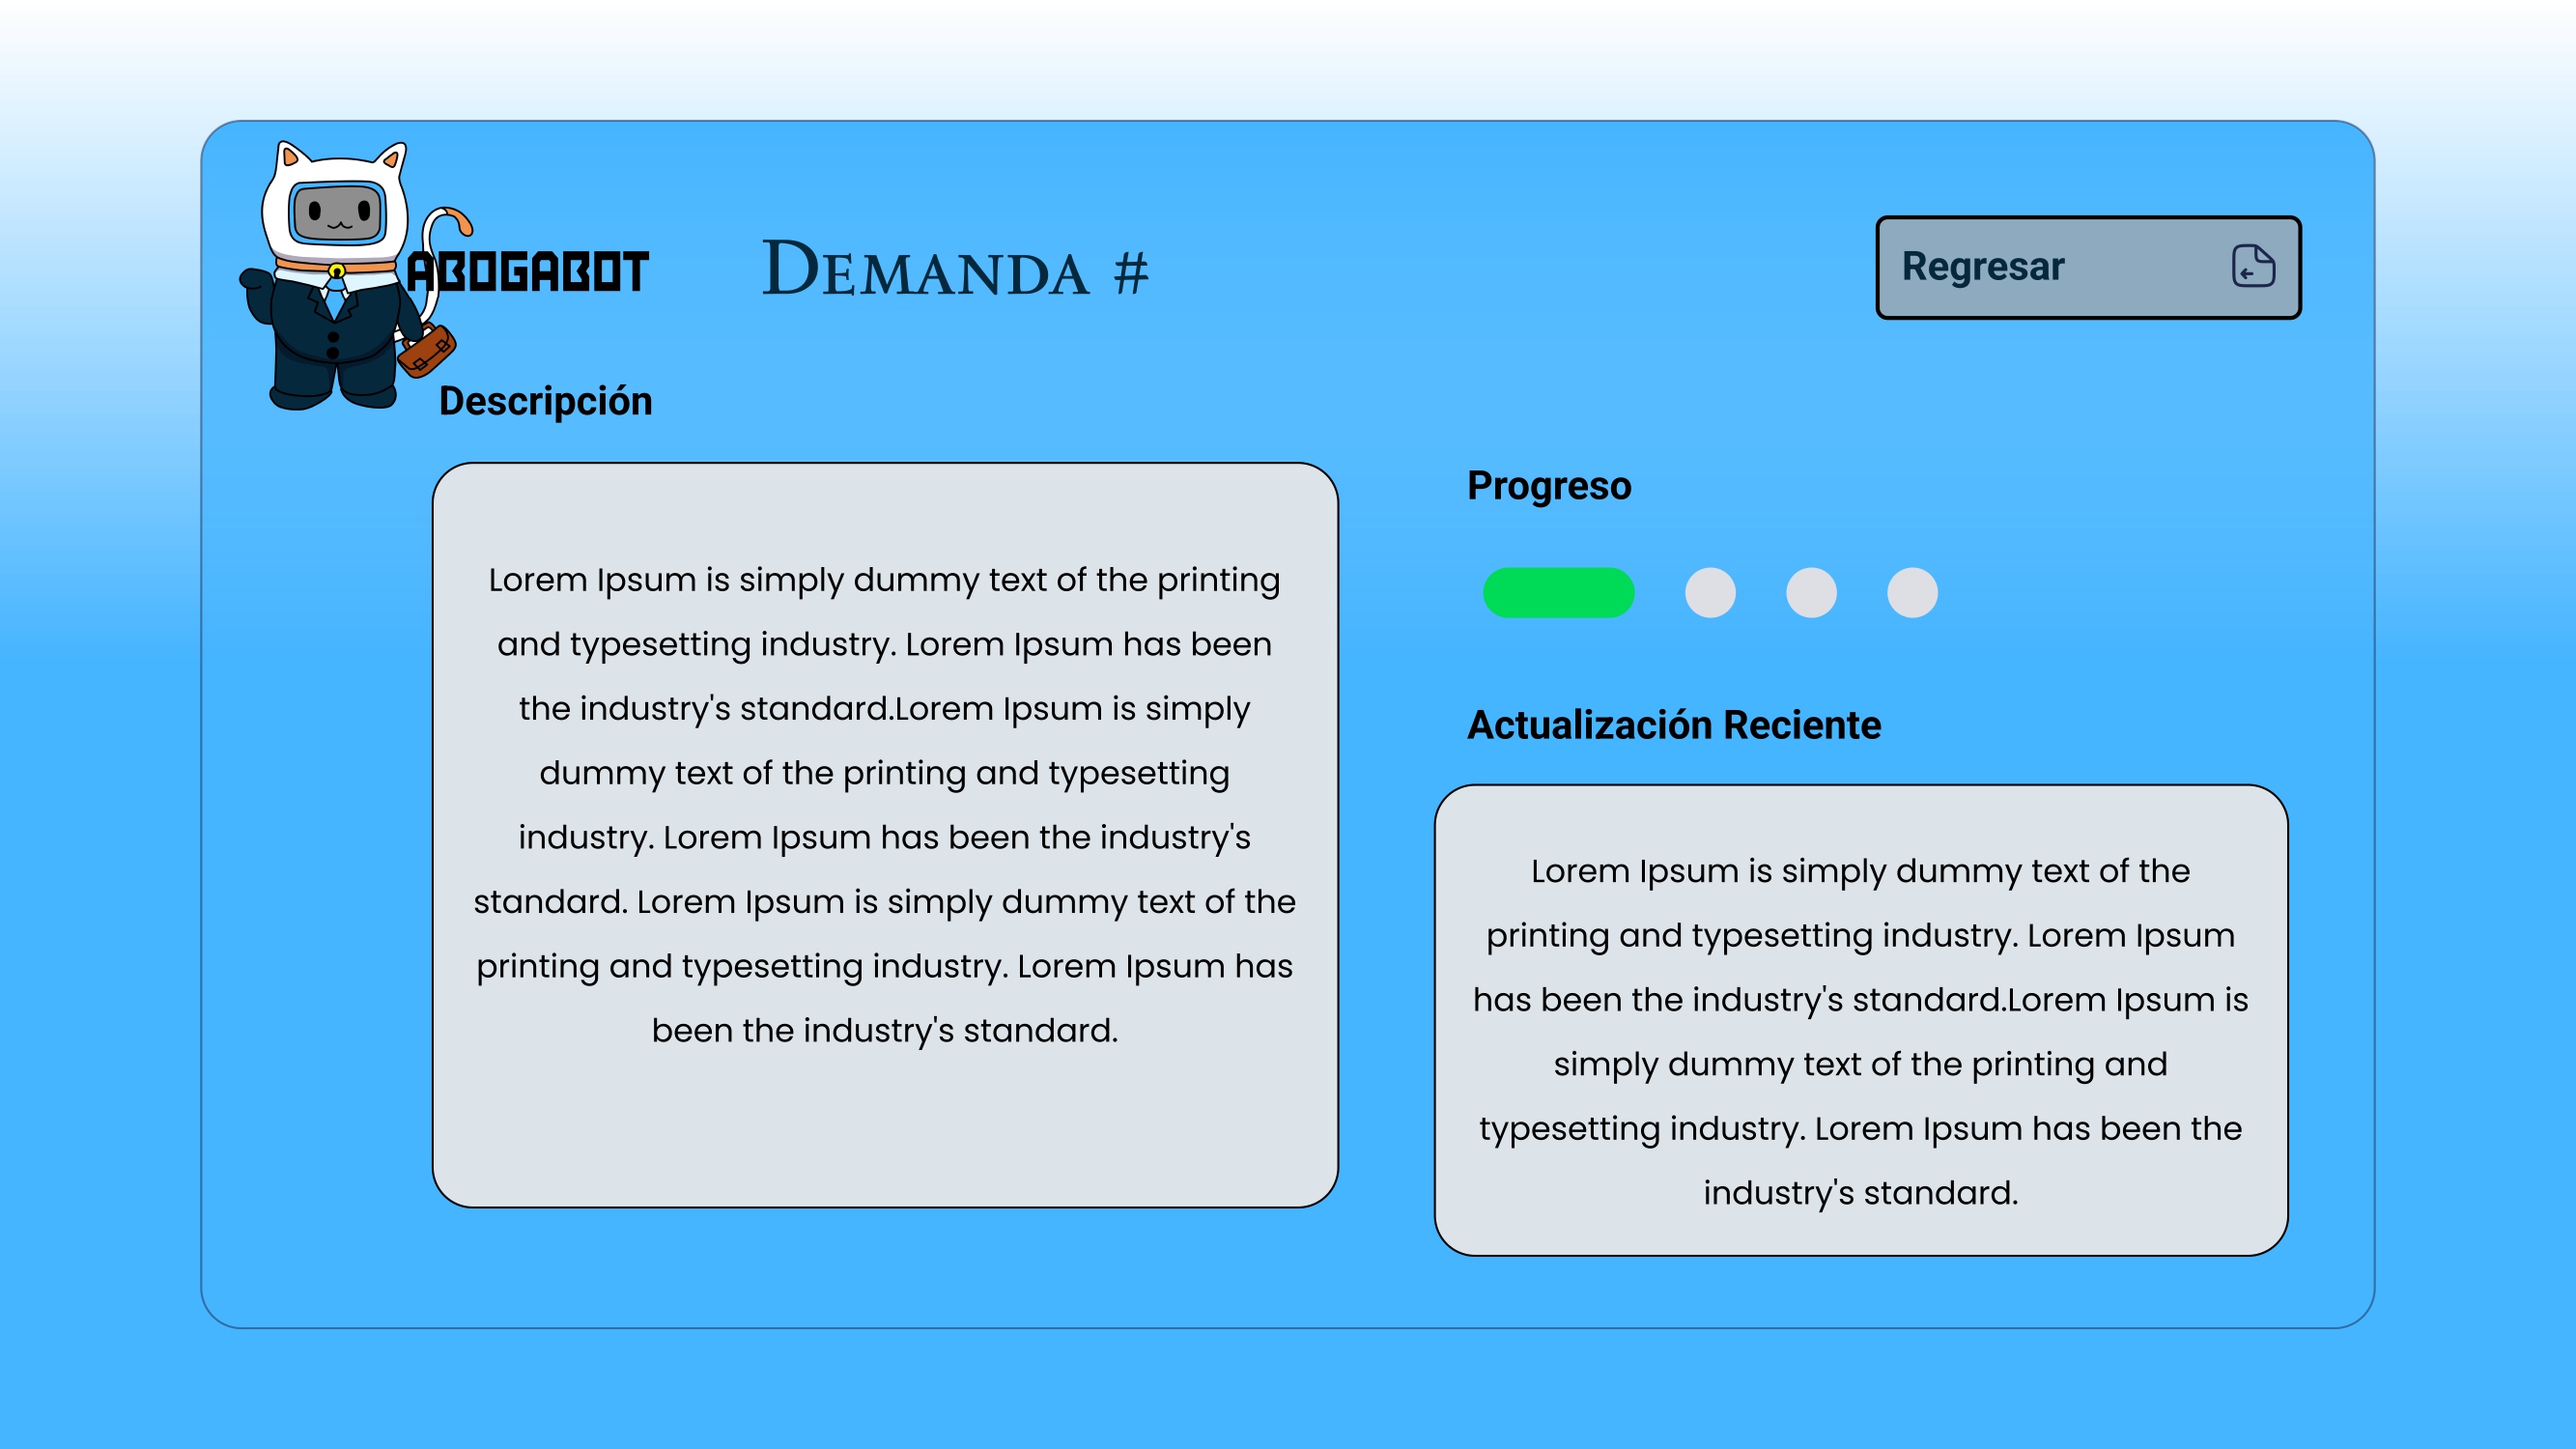 ABOGABOT
Demanda #
Regresar
Descripción
Lorem Ipsum is simply dummy text of the printing
and typesetting industry. Lorem Ipsum has been
the industry's standard.Lorem Ipsum is simply
dummy text of the printing and typesetting
industry. Lorem Ipsum has been the industry's
standard. Lorem Ipsum is simply dummy text of the
printing and typesetting industry. Lorem Ipsum has
been the industry's standard.
Progreso
Actualización Reciente
Lorem Ipsum is simply dummy text of the
printing and typesetting industry. Lorem Ipsum
has been the industry's standard.Lorem Ipsum is
simply dummy text of the printing and
typesetting industry. Lorem Ipsum has been the
industry's standard.